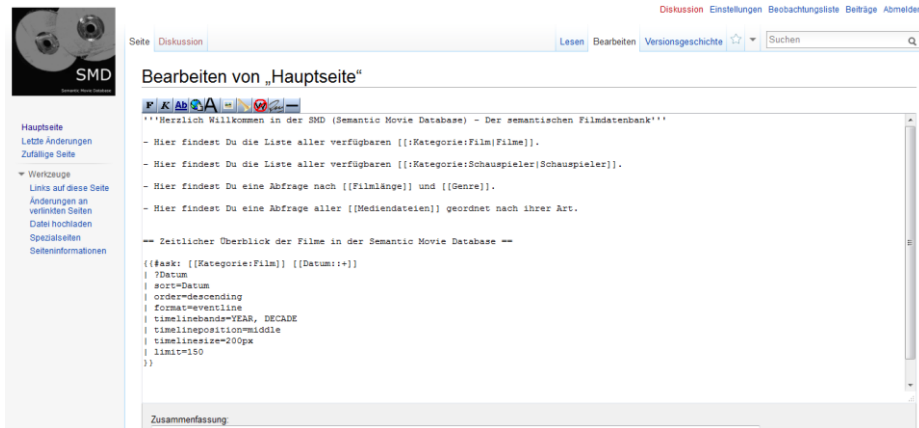 Diskussion Einstellungen Beobachtungsliste Beiträge Abmelden
SMD
Semantic Movie Database
Seite Diskussion
Lesen Bearbeiten Versionsgeschichte
Suchen
Bearbeiten von „Hauptseite“
Hauptseite
Letzte Änderungen
Zufällige Seite
Werkzeuge
Links auf diese Seite
Änderungen an
verlinkten Seiten
Datei hochladen
Spezialseiten
Seiteninformationen
F K Ab A
'''Herzlich Willkommen in der SMD (Semantic Movie Database) - Der semantischen Filmdatenbank'''
- Hier findest Du die Liste aller verfügbaren [[:Kategorie:Film|Filme]].
- Hier findest Du die Liste aller verfügbaren [[:Kategorie:Schauspieler|Schauspieler]].
- Hier findest Du eine Abfrage nach [[Filmlänge]] und [[Genre]].
- Hier findest Du eine Abfrage aller [[Mediendateien]] geordnet nach ihrer Art.
== Zeitlicher Überblick der Filme in der Semantic Movie Database ==
{{#ask: [[Kategorie:Film]] [[Datum::+]]
| ?Datum
| sort=Datum
| order=descending
| format=eventline
| timelinebands=YEAR, DECADE
| timelineposition=middle
| timelinesize=200px
| limit=150
}}
Zusammenfassung: